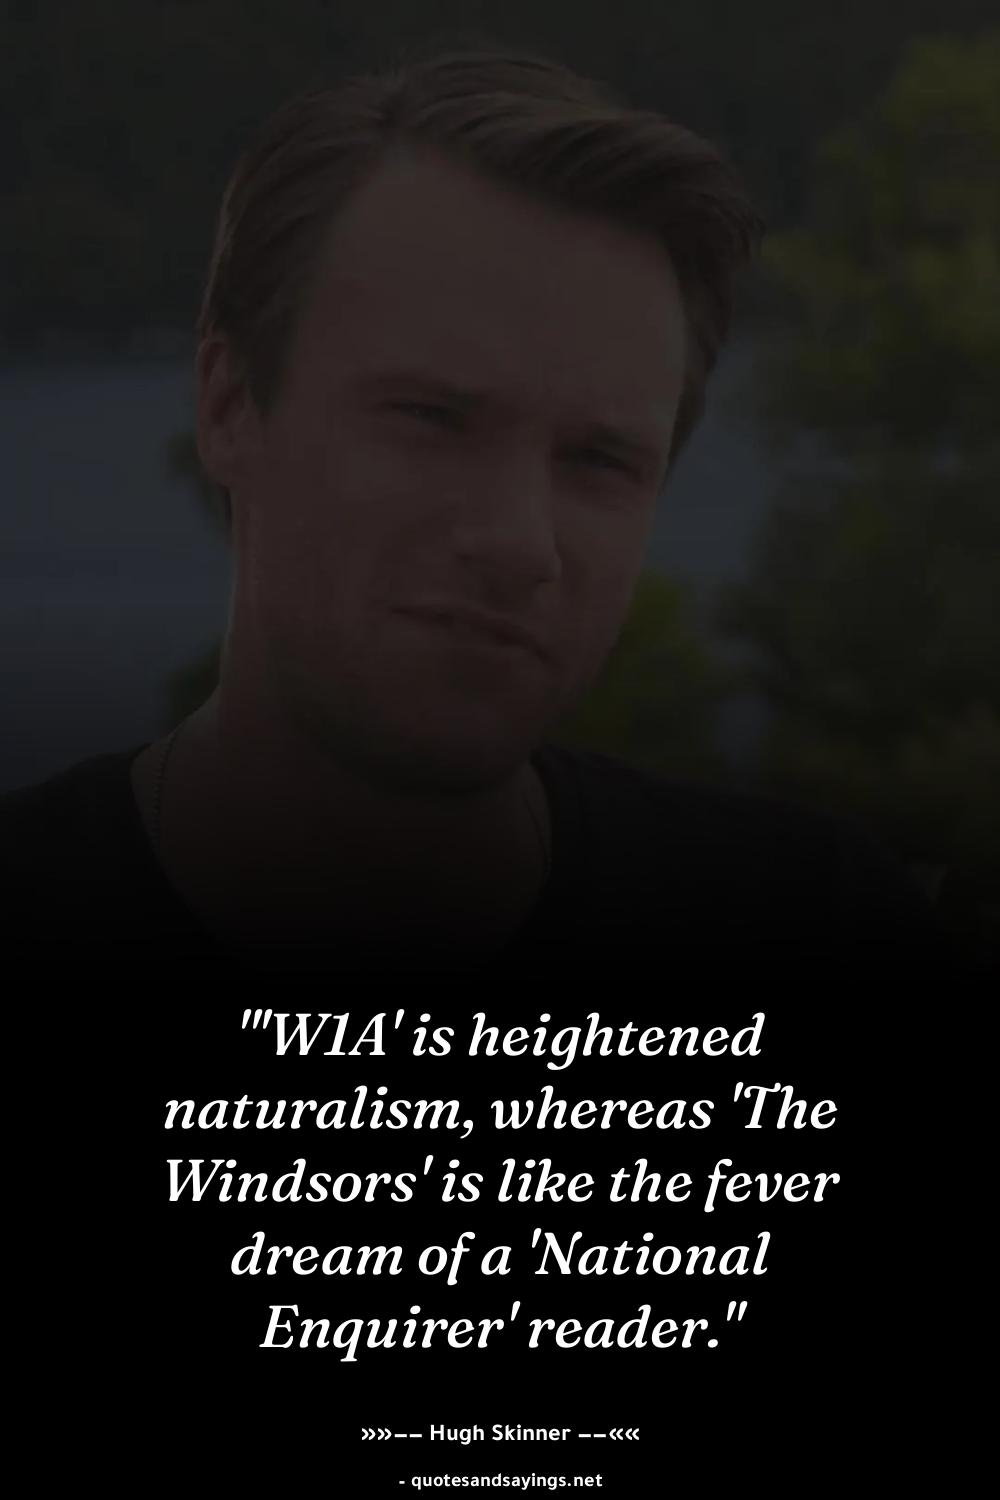 "'W1A' is heightened
naturalism, whereas 'The
Windsors' is like the fever
dream of a 'National
Enquirer' reader."
»»−− Hugh Skinner −−««
- quotesandsayings.net